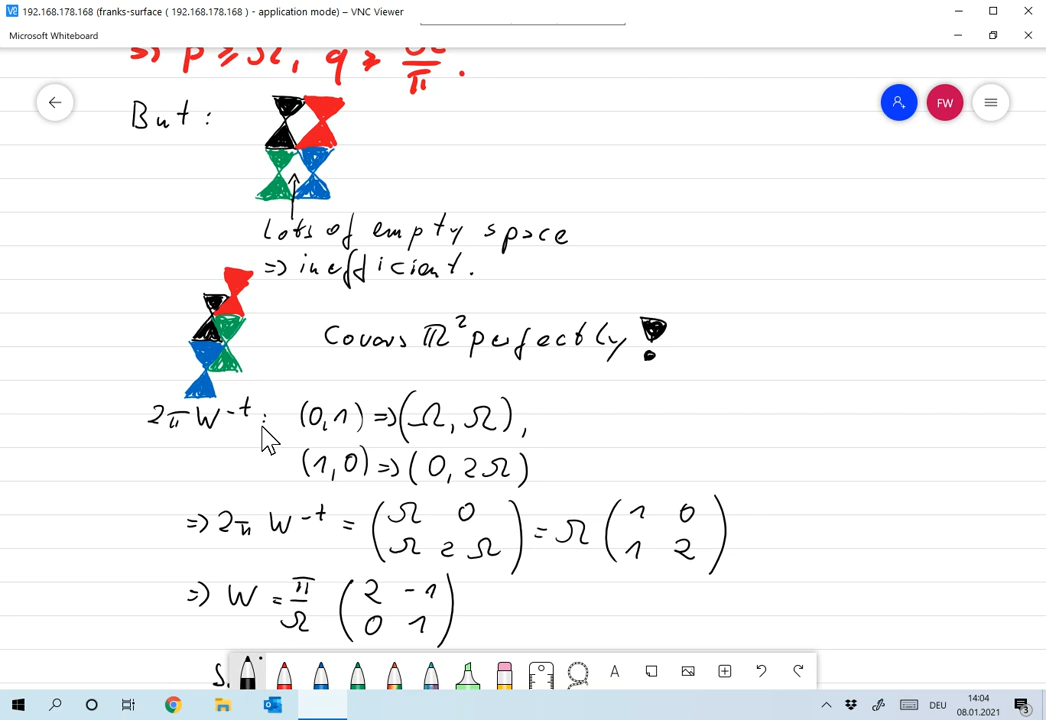 192.168.178.168 (franks-surface ( 192.168.178.168 ) - application mode) – VNC Viewer
Microsoft Whiteboard
=> p ≥ Ω, q ≥ Ω/π .
FW
But :
Lots of empty space
=> inefficient.
Covers ℝ² perfectly !
2π W^-t : (0,1) => (Ω, Ω),
(1,0) => (0, 2Ω)
=> 2π W^-t = (Ω 0 ; Ω 2Ω) = Ω (1 0 ; 1 2)
=> W = π/Ω (2 -1 ; 0 1)
A
DEU
14:04
08.01.2021
3